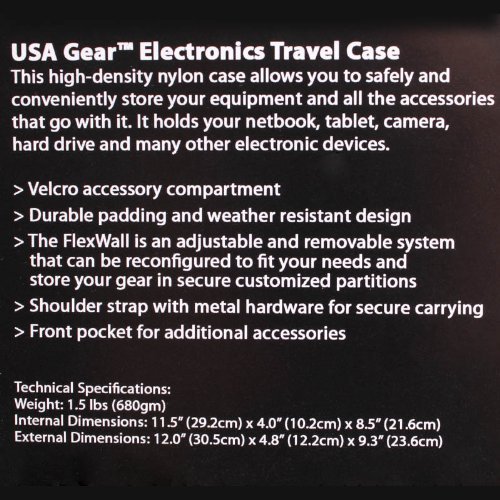 USA Gear™ Electronics Travel Case
This high-density nylon case allows you to safely and
conveniently store your equipment and all the accessories
that go with it. It holds your netbook, tablet, camera,
hard drive and many other electronic devices.
> Velcro accessory compartment
> Durable padding and weather resistant design
> The FlexWall is an adjustable and removable system
that can be reconfigured to fit your needs and
store your gear in secure customized partitions
> Shoulder strap with metal hardware for secure carrying
> Front pocket for additional accessories
Technical Specifications:
Weight: 1.5 lbs (680gm)
Internal Dimensions: 11.5” (29.2cm) x 4.0” (10.2cm) x 8.5” (21.6cm)
External Dimensions: 12.0” (30.5cm) x 4.8” (12.2cm) x 9.3” (23.6cm)